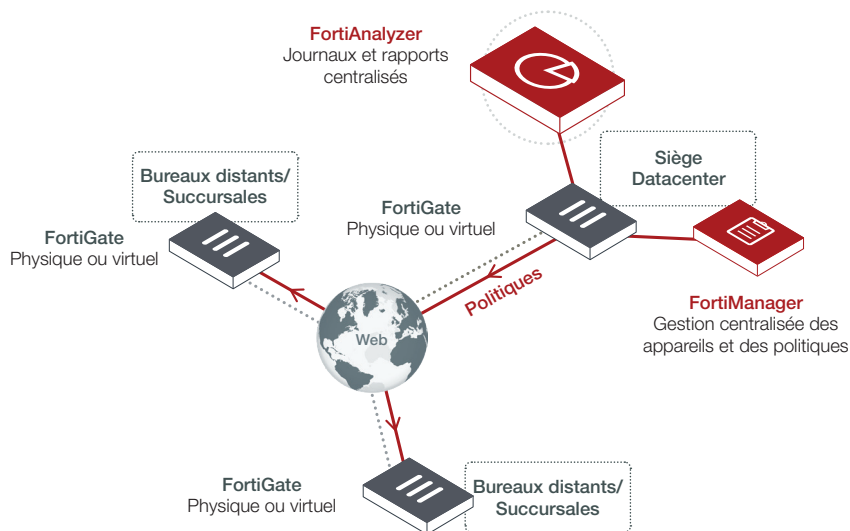 FortiAnalyzer
Journaux et rapports
centralisés
Siège
Datacenter
Bureaux distants/
Succursales
FortiGate
Physique ou virtuel
FortiGate
Physique ou virtuel
Politiques
FortiManager
Gestion centralisée des
appareils et des politiques
Web
FortiGate
Physique ou virtuel
Bureaux distants/
Succursales